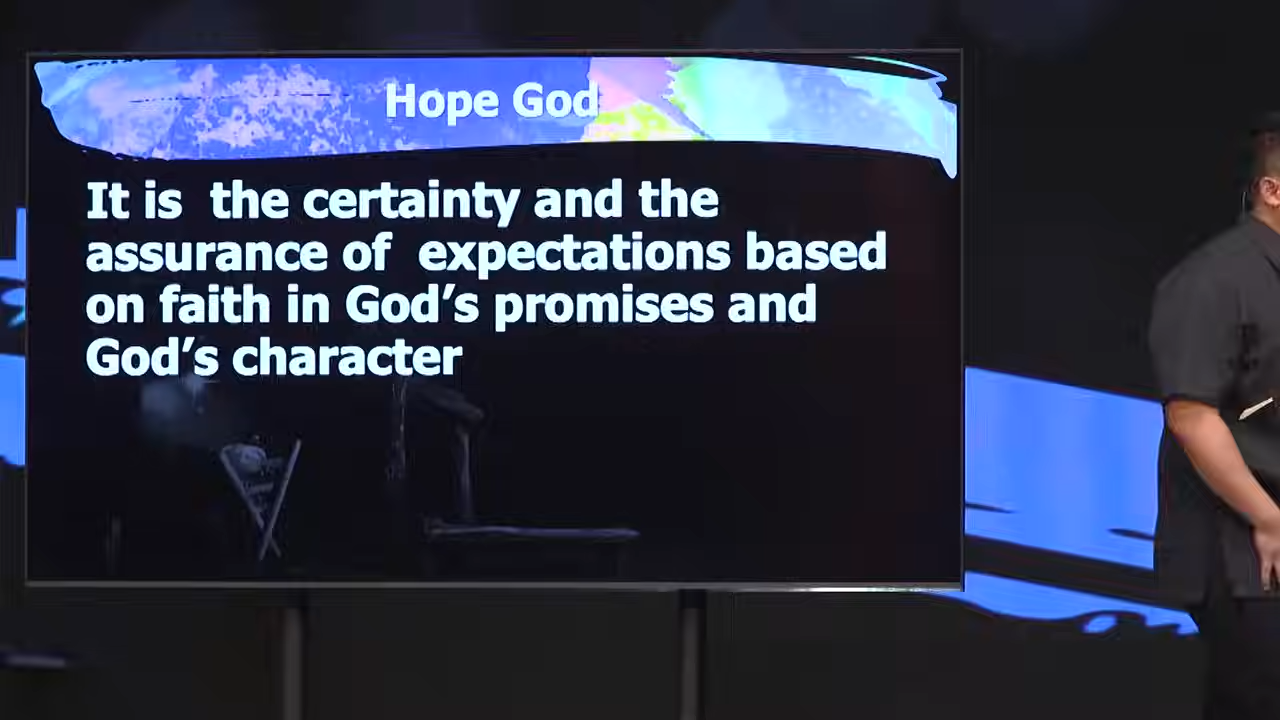 Hope God
It is the certainty and the
assurance of expectations based
on faith in God's promises and
God's character